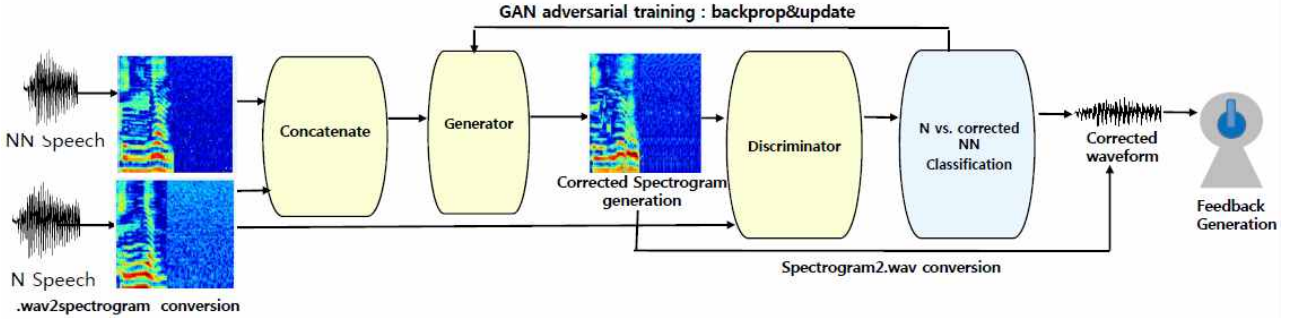 GAN adversarial training : backprop&update
NN Speech
N Speech
.wav2spectrogram conversion
Concatenate
Generator
Corrected Spectrogram
generation
Discriminator
N vs. corrected
NN
Classification
Spectrogram2.wav conversion
Corrected
waveform
Feedback
Generation